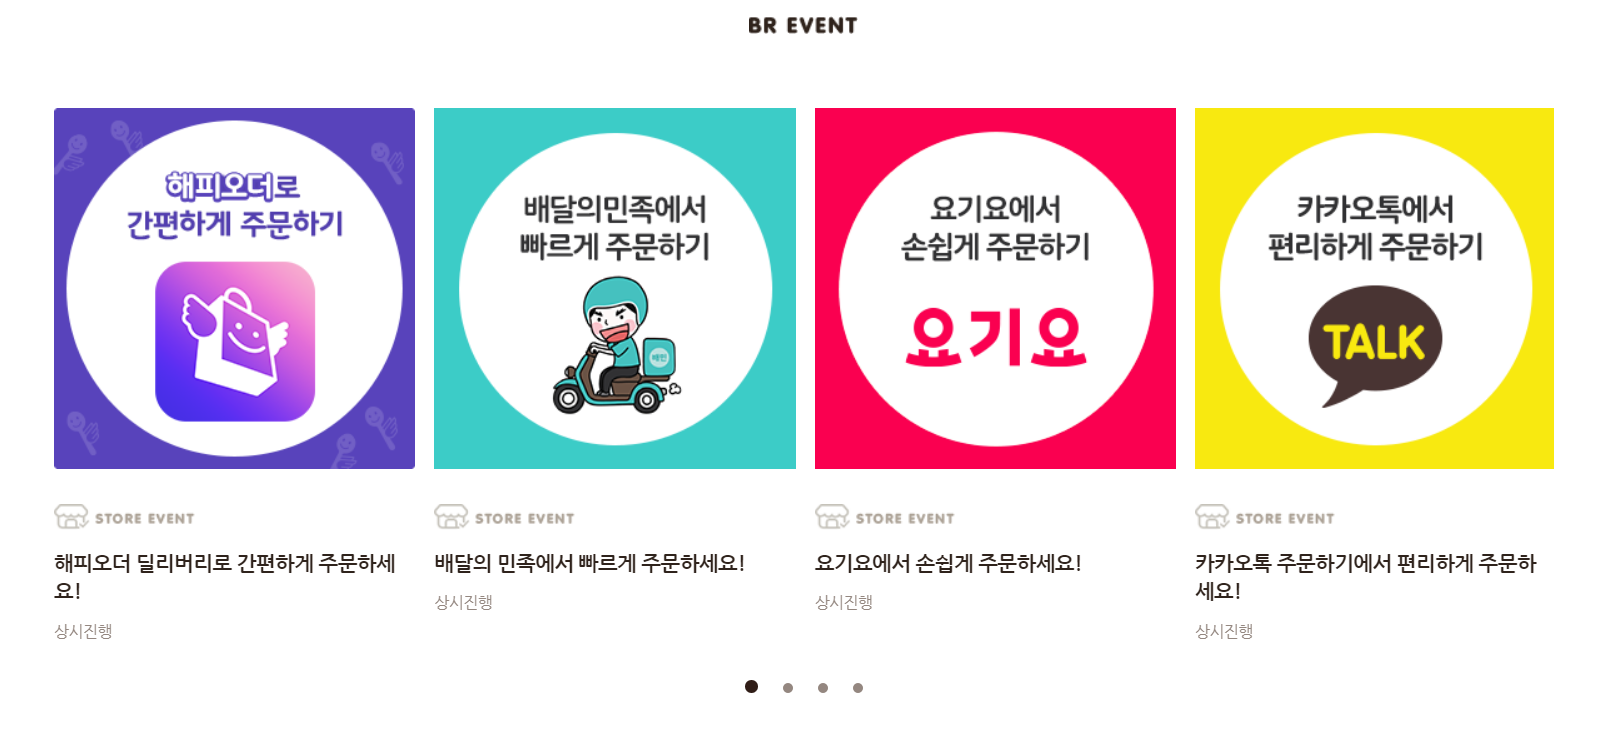 BR EVENT
해피오더로
간편하게 주문하기
배달의민족에서
빠르게 주문하기
배민
요기요에서
손쉽게 주문하기
요기요
카카오톡에서
편리하게 주문하기
TALK
STORE EVENT
해피오더 딜리버리로 간편하게 주문하세
요!
상시진행
STORE EVENT
배달의 민족에서 빠르게 주문하세요!
상시진행
STORE EVENT
요기요에서 손쉽게 주문하세요!
상시진행
STORE EVENT
카카오톡 주문하기에서 편리하게 주문하
세요!
상시진행